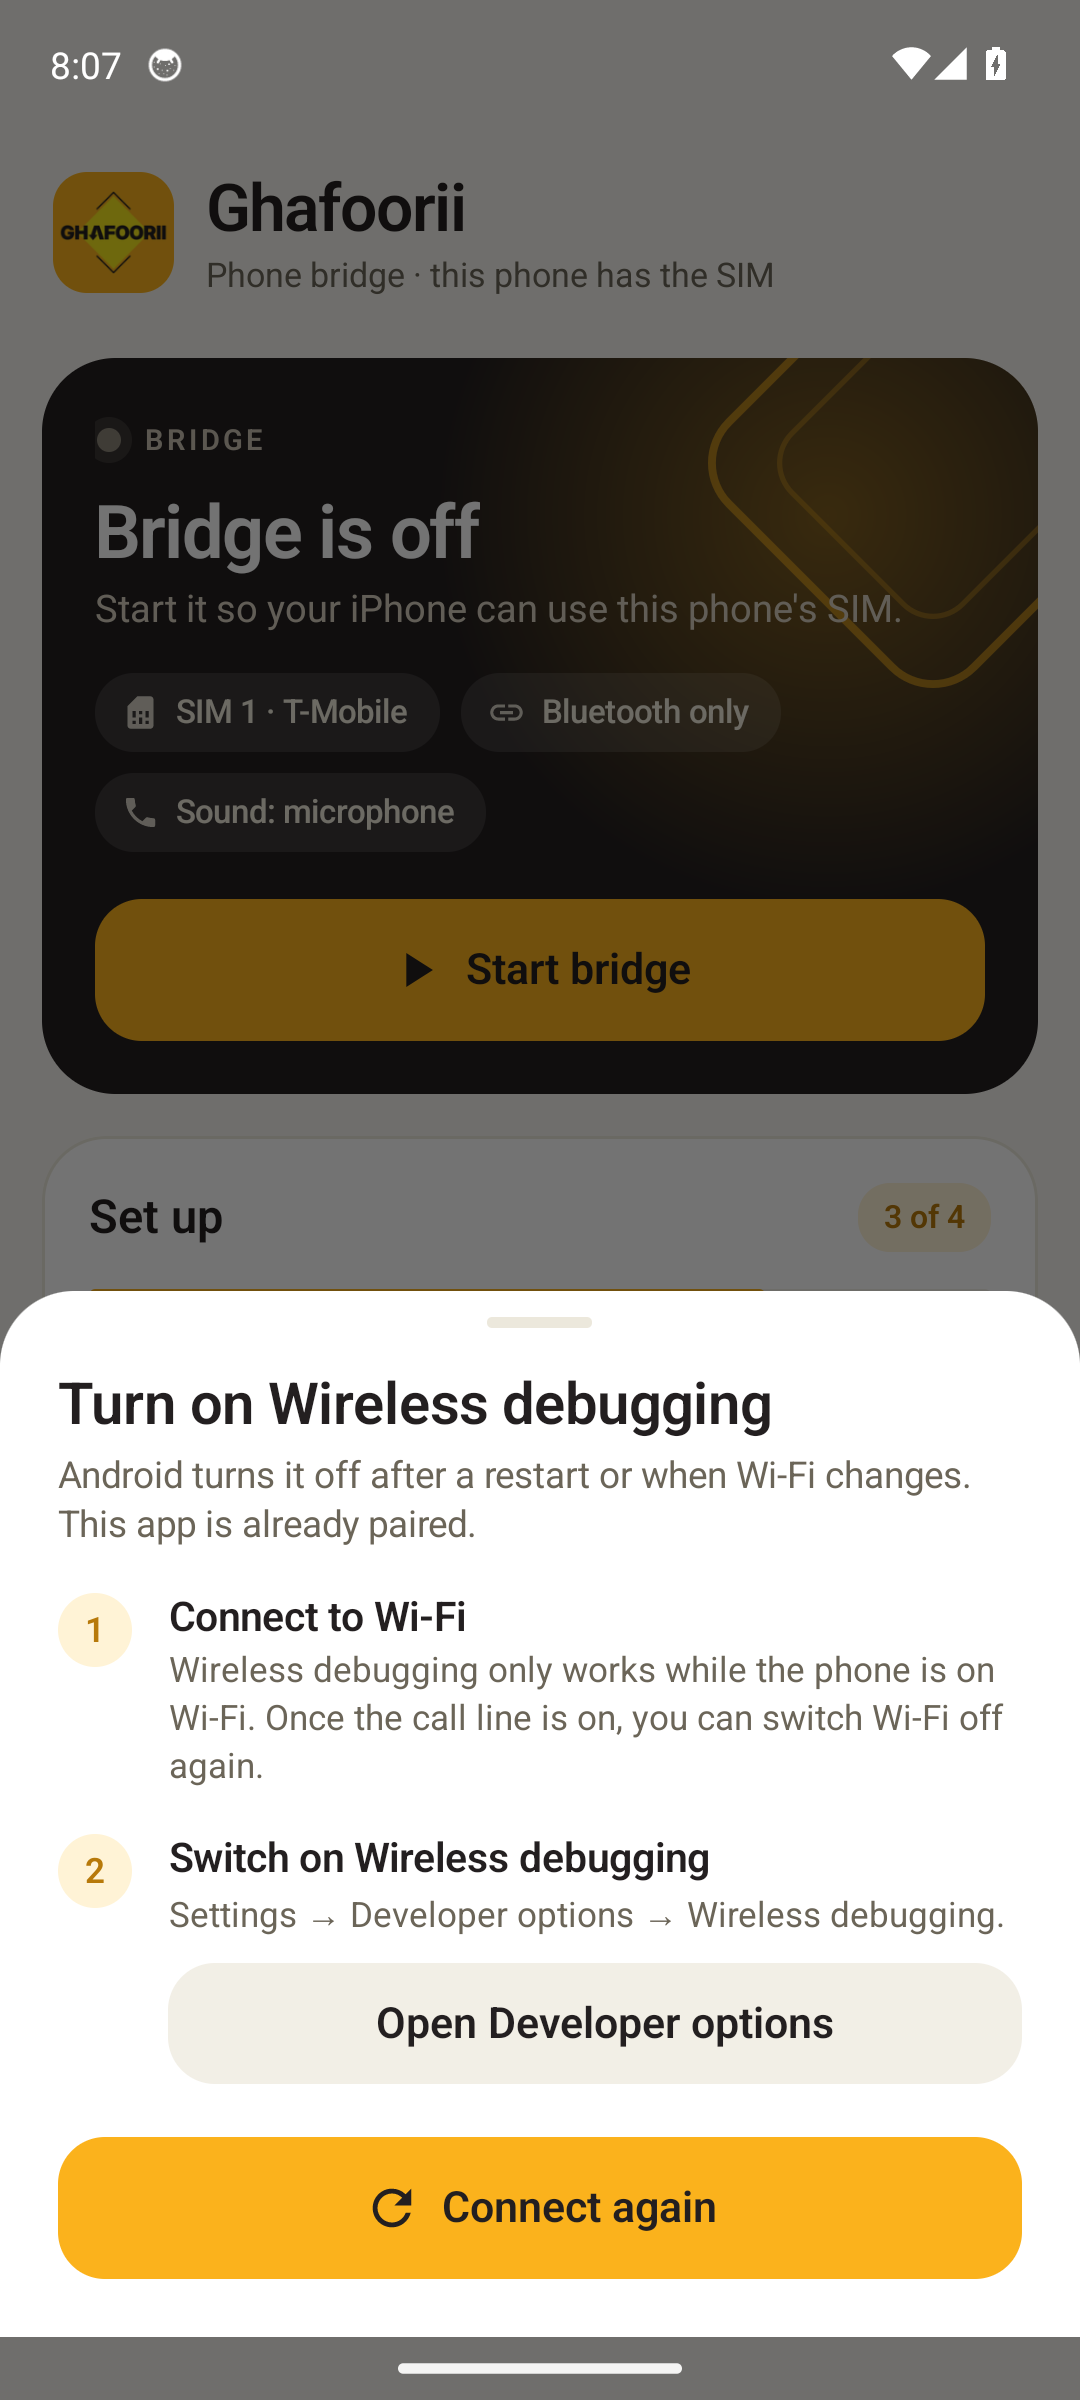 8:07
GHAFOORII
Ghafoorii
Phone bridge · this phone has the SIM
BRIDGE
Bridge is off
Start it so your iPhone can use this phone's SIM.
SIM 1 · T-Mobile
Bluetooth only
Sound: microphone
Start bridge
Set up
3 of 4
Turn on Wireless debugging
Android turns it off after a restart or when Wi-Fi changes.
This app is already paired.
1
Connect to Wi-Fi
Wireless debugging only works while the phone is on
Wi-Fi. Once the call line is on, you can switch Wi-Fi off
again.
2
Switch on Wireless debugging
Settings → Developer options → Wireless debugging.
Open Developer options
Connect again